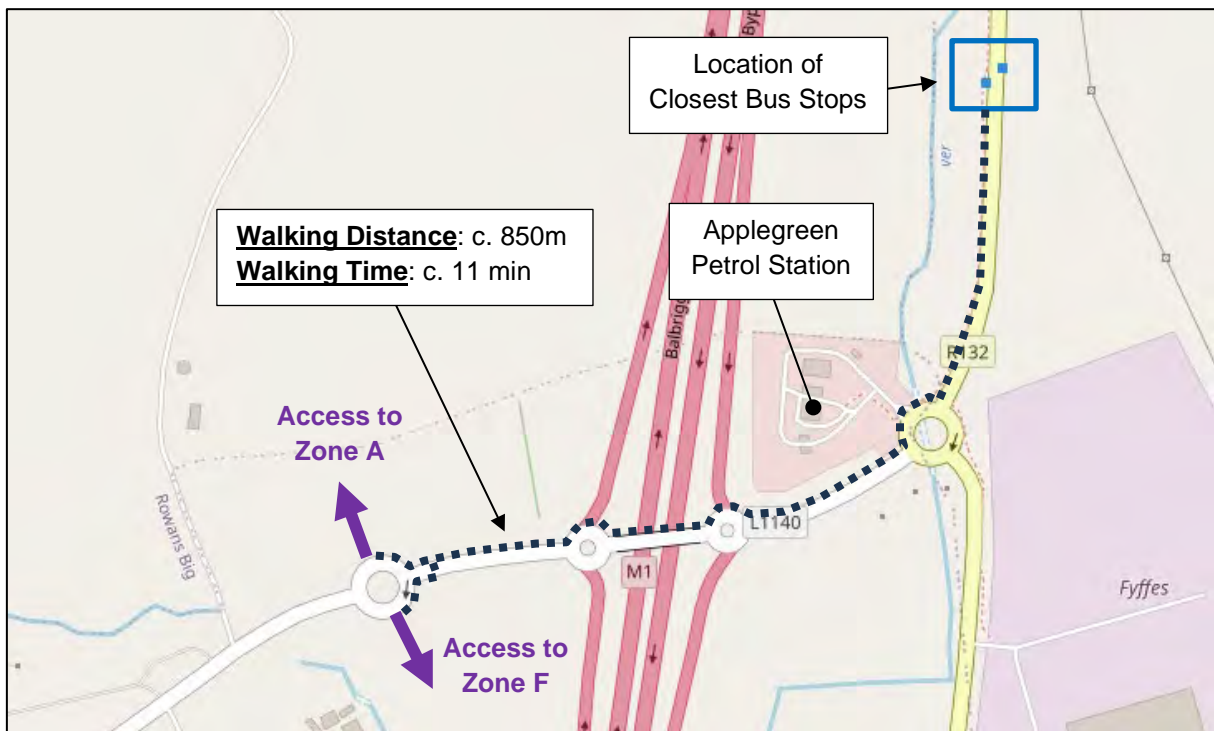 Byp
Location of
Closest Bus Stops
ver
Walking Distance: c. 850m
Walking Time: c. 11 min
Applegreen
Petrol Station
Balbrigg
R132
Access to
Zone A
Rowans Big
L1140
M1
Fyffes
Access to
Zone F